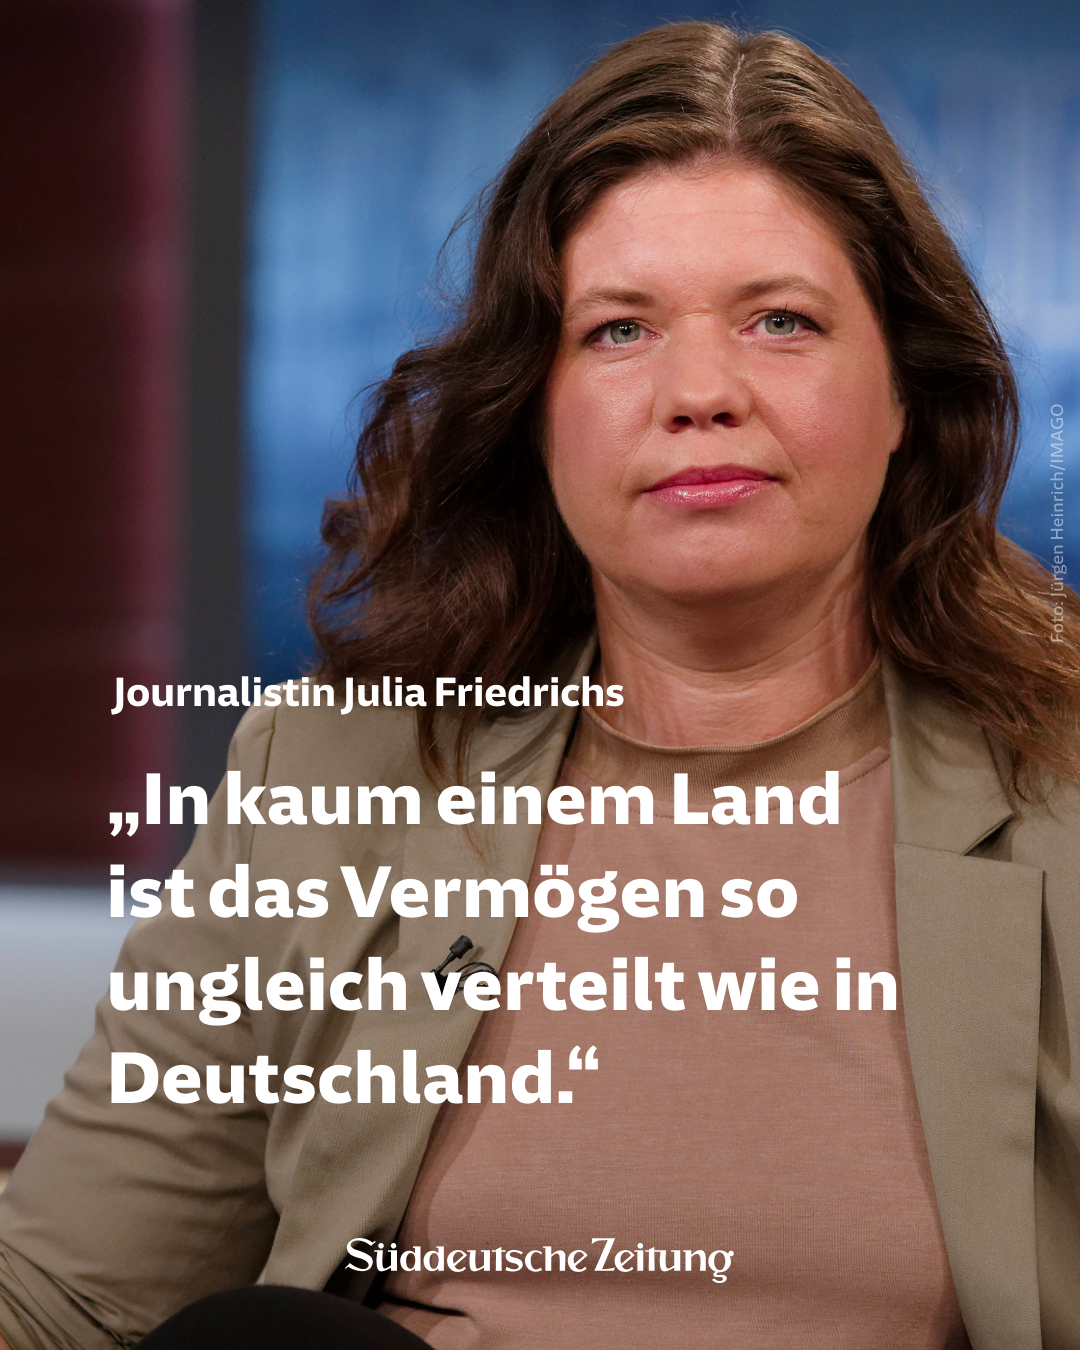 Foto: Jürgen Heinrich/IMAGO
Journalistin Julia Friedrichs
„In kaum einem Land
ist das Vermögen so
ungleich verteilt wie in
Deutschland.“
Süddeutsche Zeitung